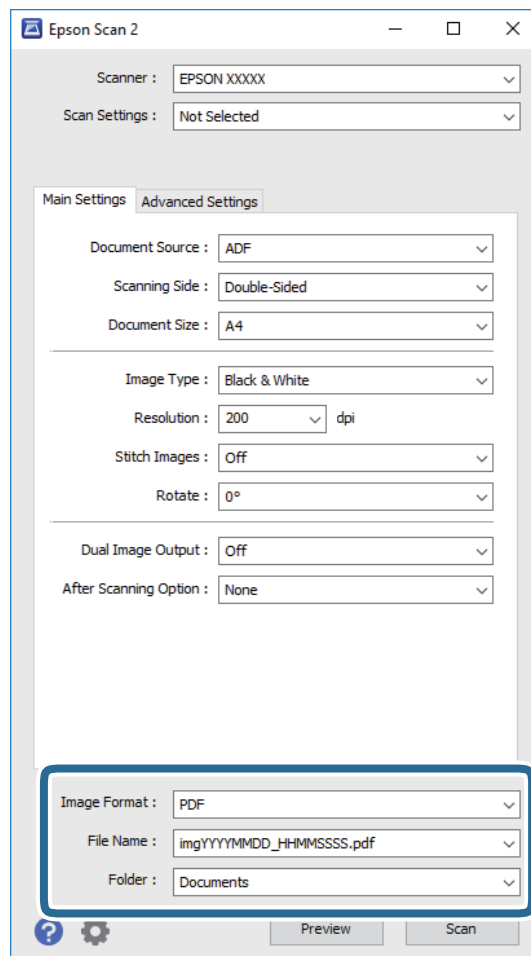 Epson Scan 2
Scanner : EPSON XXXXX
Scan Settings : Not Selected
Main Settings Advanced Settings
Document Source : ADF
Scanning Side : Double-Sided
Document Size : A4
Image Type : Black & White
Resolution : 200 dpi
Stitch Images : Off
Rotate : 0°
Dual Image Output : Off
After Scanning Option : None
Image Format : PDF
File Name : imgYYYYMMDD_HHMMSSSS.pdf
Folder : Documents
? Preview Scan